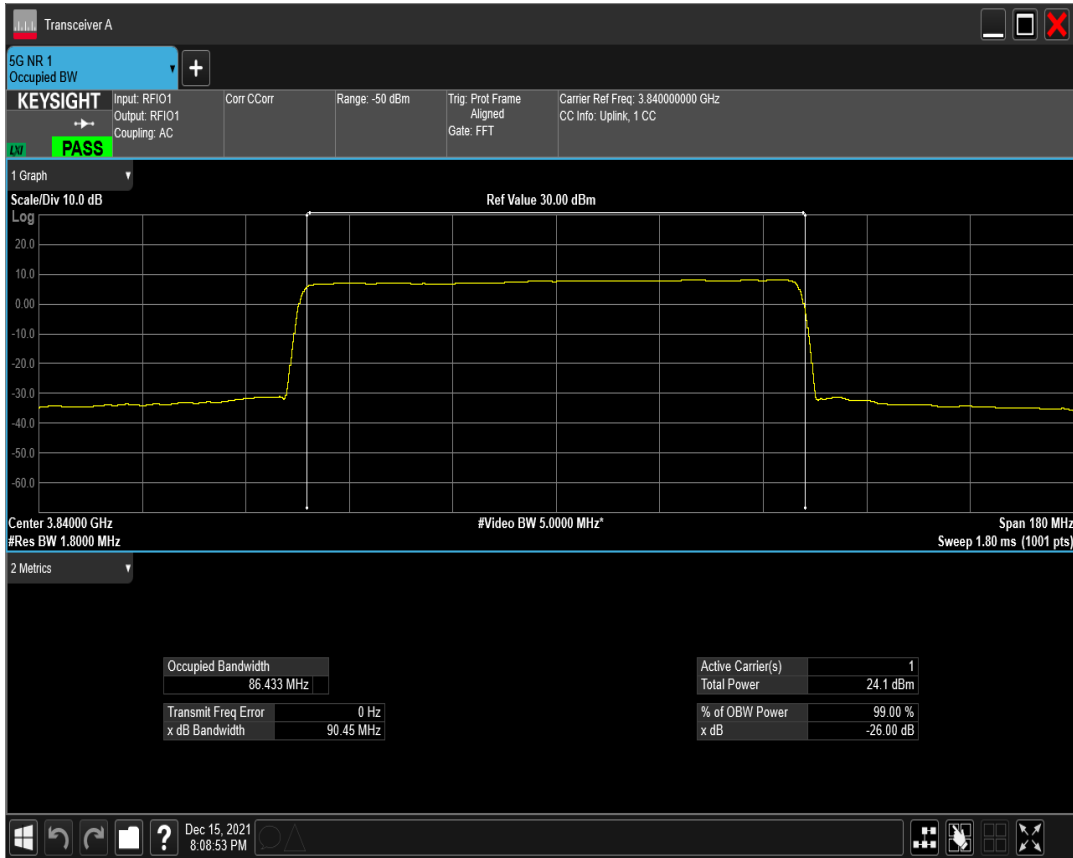 Transceiver A
5G NR 1
Occupied BW
KEYSIGHT
LXI
PASS
Input: RFIO1
Output: RFIO1
Coupling: AC
Corr CCorr
Range: -50 dBm
Trig: Prot Frame
Aligned
Gate: FFT
Carrier Ref Freq: 3.840000000 GHz
CC Info: Uplink, 1 CC
1 Graph
Scale/Div 10.0 dB
Ref Value 30.00 dBm
Log
20.0
10.0
0.00
-10.0
-20.0
-30.0
-40.0
-50.0
-60.0
Center 3.84000 GHz
#Video BW 5.0000 MHz*
Span 180 MHz
#Res BW 1.8000 MHz
Sweep 1.80 ms (1001 pts)
2 Metrics
Occupied Bandwidth
86.433 MHz
Transmit Freq Error 0 Hz
x dB Bandwidth 90.45 MHz
Active Carrier(s) 1
Total Power 24.1 dBm
% of OBW Power 99.00 %
x dB -26.00 dB
?
Dec 15, 2021
8:08:53 PM